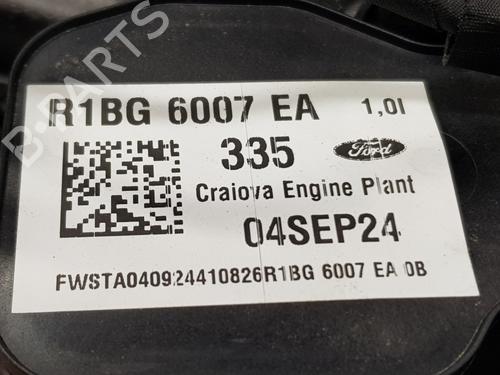 R1BG 6007 EA 1,0l
335 Ford
Craiova Engine Plant
04SEP24
FWSTA040924410826R1BG 6007 EA 0B
B-PARTS